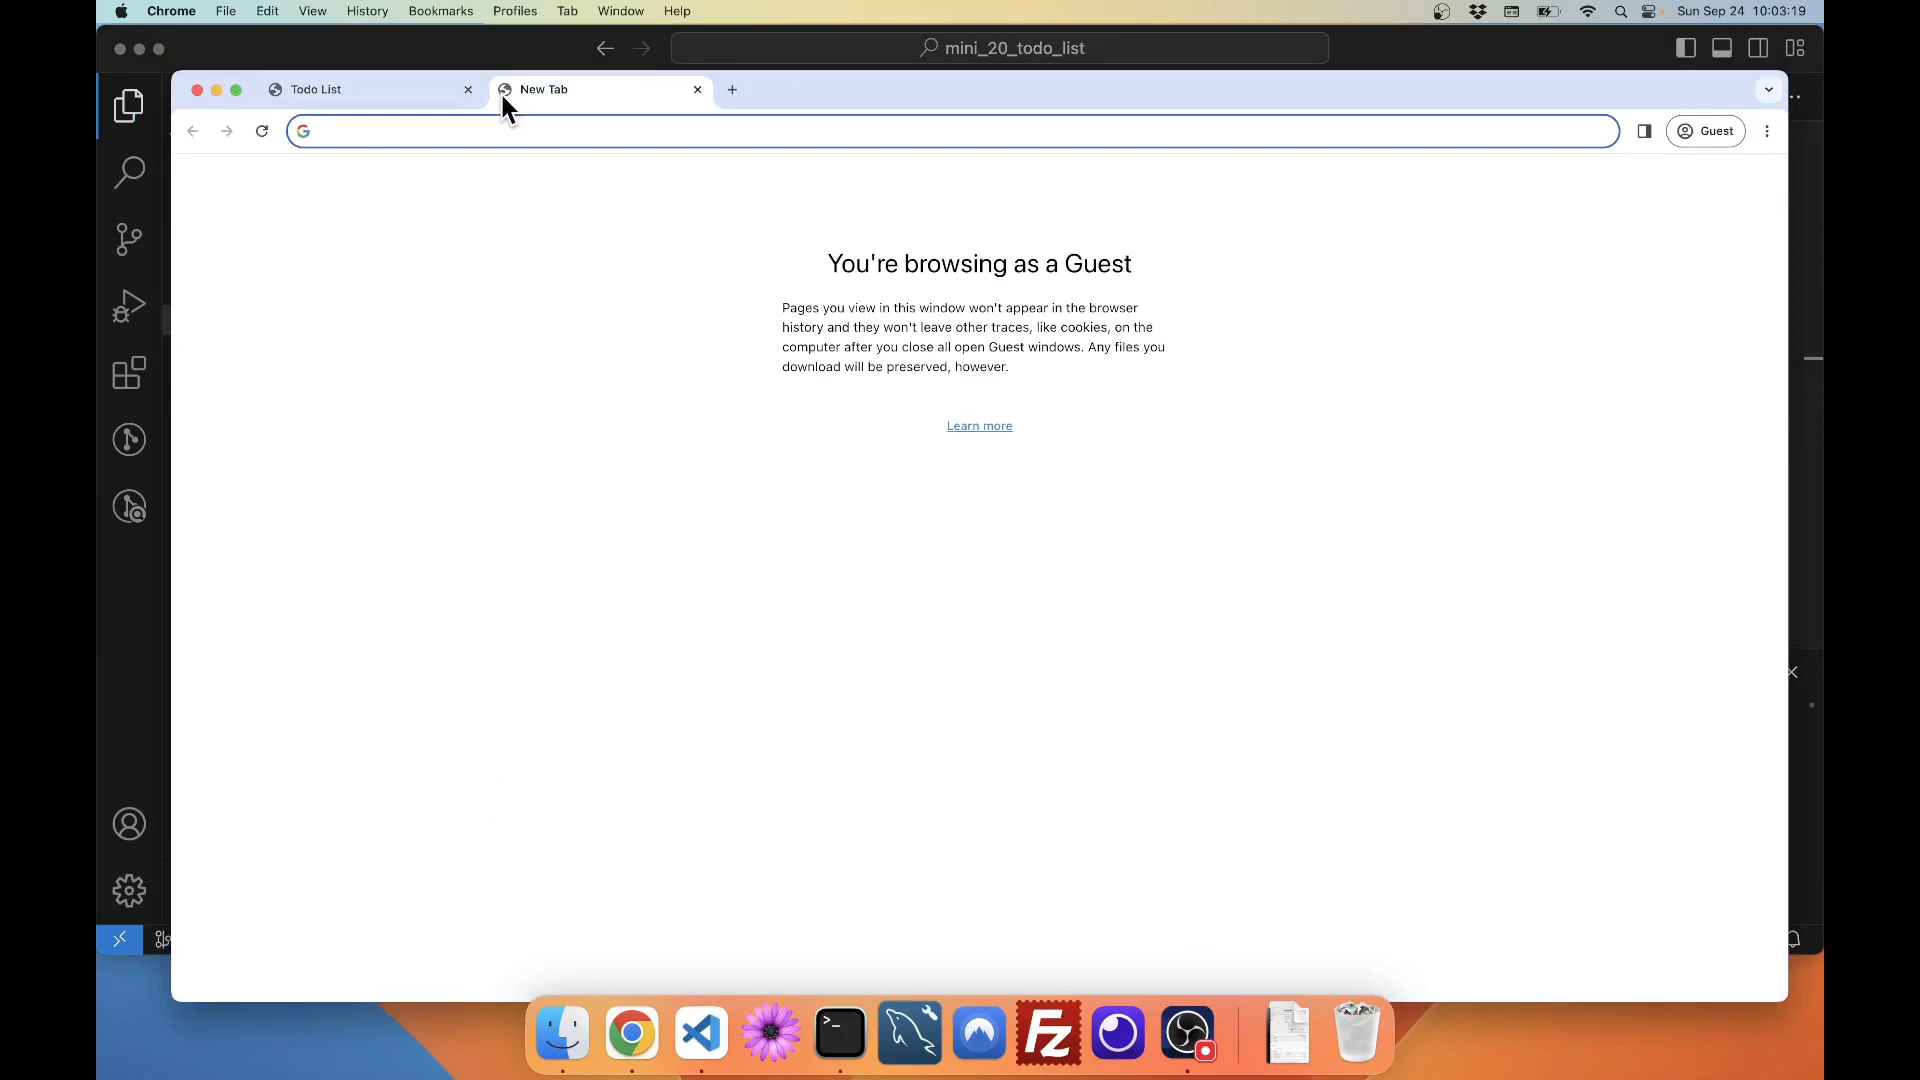 Chrome File Edit View History Bookmarks Profiles Tab Window Help Sun Sep 24 10:03:19
mini_20_todo_list
Todo List New Tab
Guest
You're browsing as a Guest
Pages you view in this window won't appear in the browser
history and they won't leave other traces, like cookies, on the
computer after you close all open Guest windows. Any files you
download will be preserved, however.
Learn more